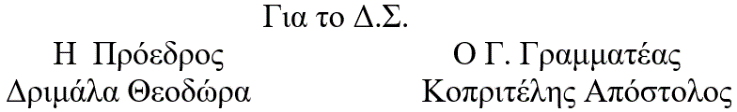 Για το Δ.Σ.
Η Πρόεδρος Ο Γ. Γραμματέας
Δριμάλα Θεοδώρα Κοπριτέλης Απόστολος